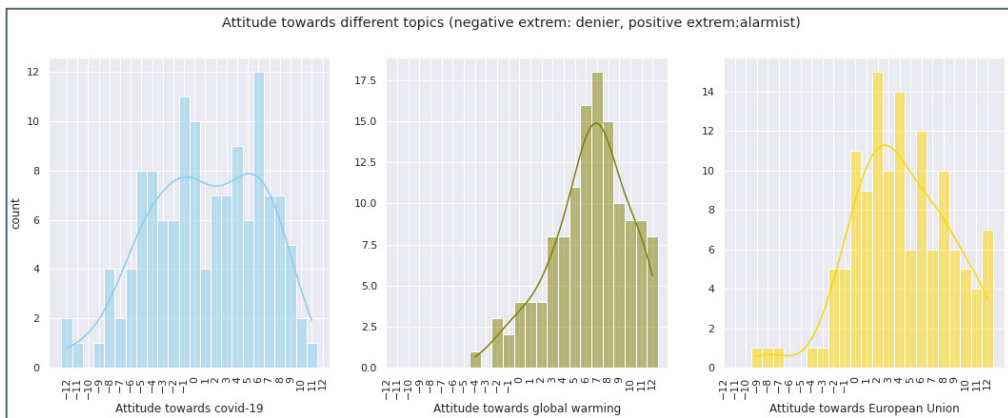 Attitude towards different topics (negative extrem: denier, positive extrem:alarmist)
count
12
10
8
6
4
2
0
−12 −11 −10 −9 −8 −7 −6 −5 −4 −3 −2 −1 0 1 2 3 4 5 6 7 8 9 10 11 12
Attitude towards covid-19
17.5
15.0
12.5
10.0
7.5
5.0
2.5
0.0
−12 −11 −10 −9 −8 −7 −6 −5 −4 −3 −2 −1 0 1 2 3 4 5 6 7 8 9 10 11 12
Attitude towards global warming
14
12
10
8
6
4
2
0
−12 −11 −10 −9 −8 −7 −6 −5 −4 −3 −2 −1 0 1 2 3 4 5 6 7 8 9 10 11 12
Attitude towards European Union